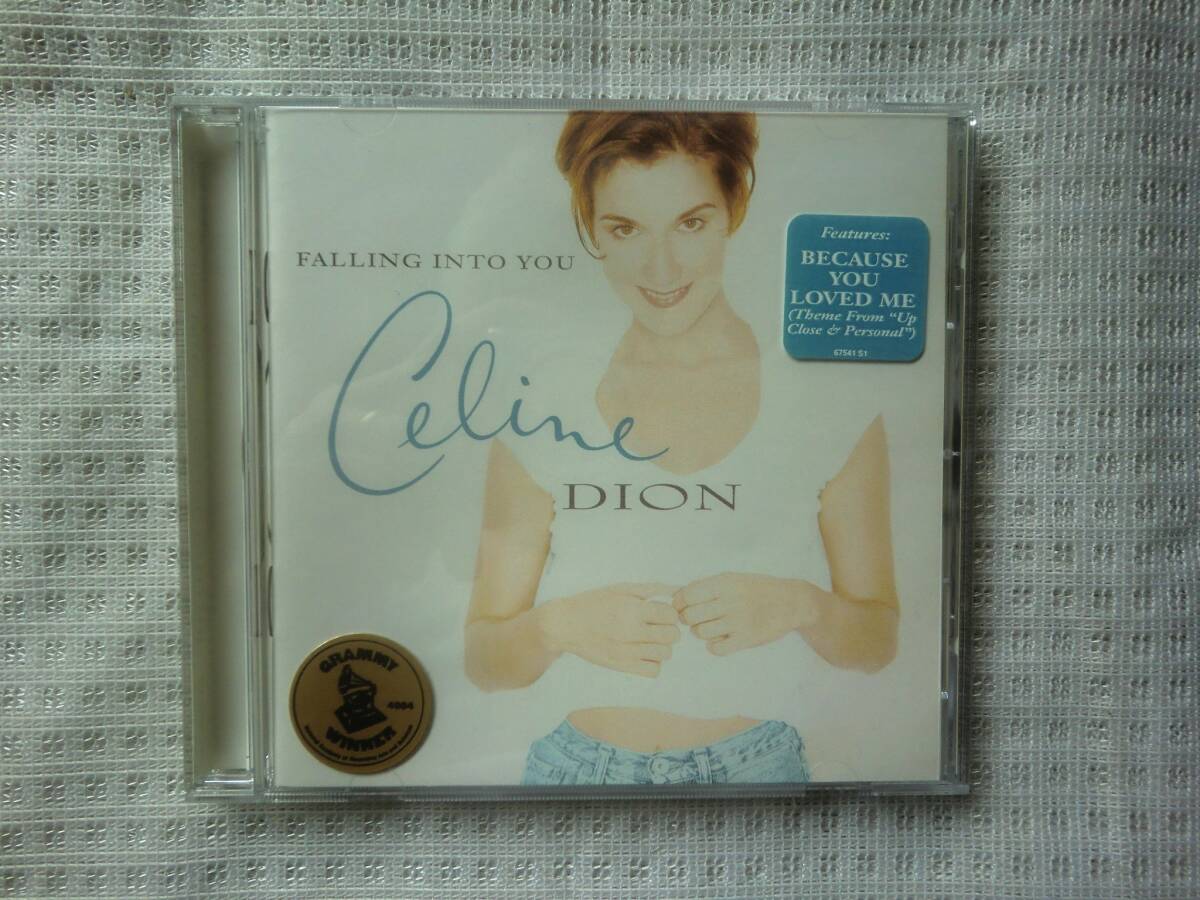 FALLING INTO YOU
Celine
DION
Features:
BECAUSE
YOU
LOVED ME
(Theme From "Up
Close & Personal")
67541 S1
GRAMMY
4004
WINNER